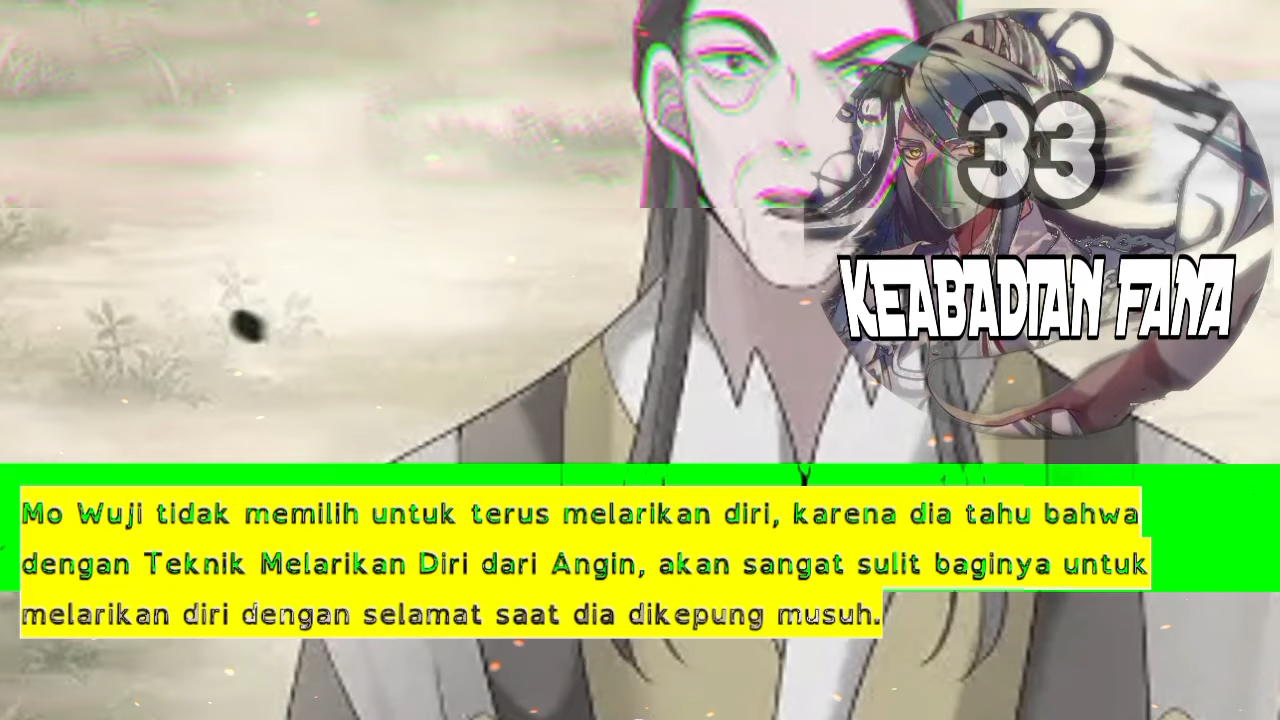 33
KEABADIAN FANA
Mo Wuji tidak memilih untuk terus melarikan diri, karena dia tahu bahwa
dengan Teknik Melarikan Diri dari Angin, akan sangat sulit baginya untuk
melarikan diri dengan selamat saat dia dikepung musuh.